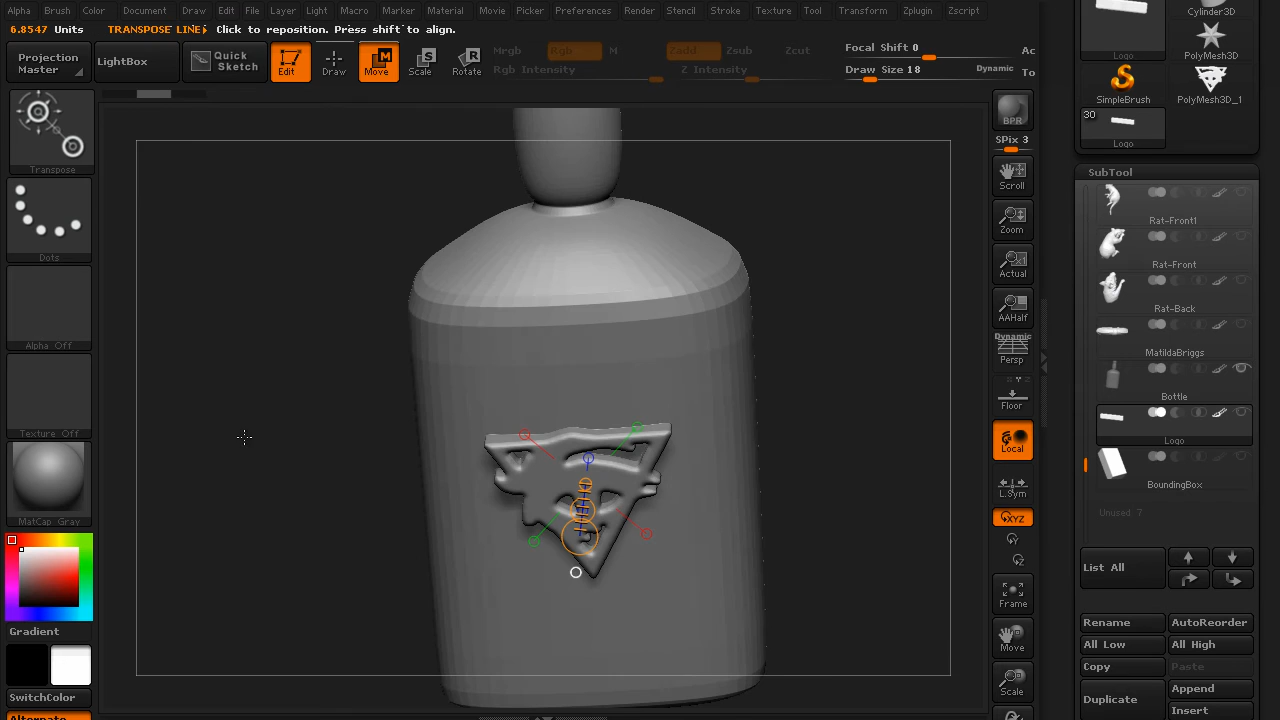 Alpha Brush Color Document Draw Edit File Layer Light Macro Marker Material Movie Picker Preferences Render Stencil Stroke Texture Tool Transform Zplugin Zscript
6.8547 Units TRANSPOSE LINE Click to reposition. Press shift to align.
Projection Master
LightBox
Quick Sketch
Edit
Draw
Move
Scale
Rotate
Mrgb Rgb M
Rgb Intensity
Zadd Zsub Zcut
Z Intensity
Focal Shift 0
Draw Size 18
Dynamic
Ac
To
Transpose
Dots
Alpha Off
Texture Off
MatCap Gray
Gradient
SwitchColor
Alternate
BPR
SPix 3
Scroll
Zoom
Actual
AAHalf
Dynamic
Persp
Floor
Local
L.Sym
XYZ
Y
Z
Frame
Move
Scale
Logo
Cylinder3D
PolyMesh3D
SimpleBrush
PolyMesh3D_1
30
Logo
SubTool
Rat-Front1
Rat-Front
Rat-Back
MatildaBriggs
Bottle
Logo
BoundingBox
Unused 7
List All
Rename
AutoReorder
All Low
All High
Copy
Paste
Duplicate
Append
Insert